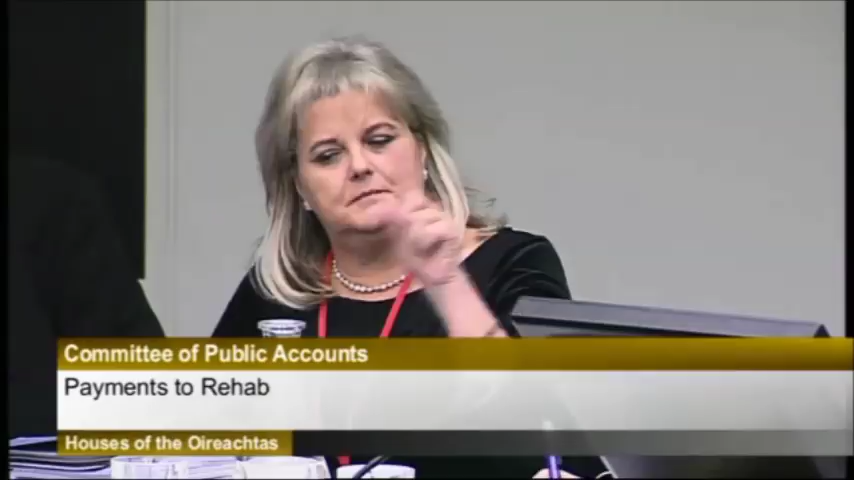 Committee of Public Accounts
Payments to Rehab
Houses of the Oireachtas